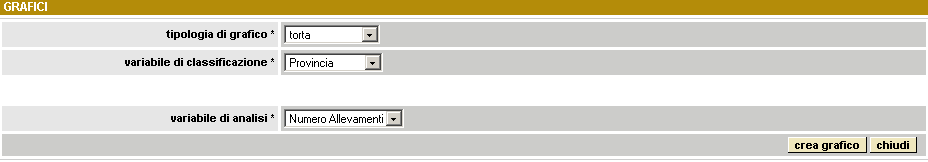 GRAFICI
tipologia di grafico * torta
variabile di classificazione * Provincia
variabile di analisi * Numero Allevamenti
crea grafico chiudi